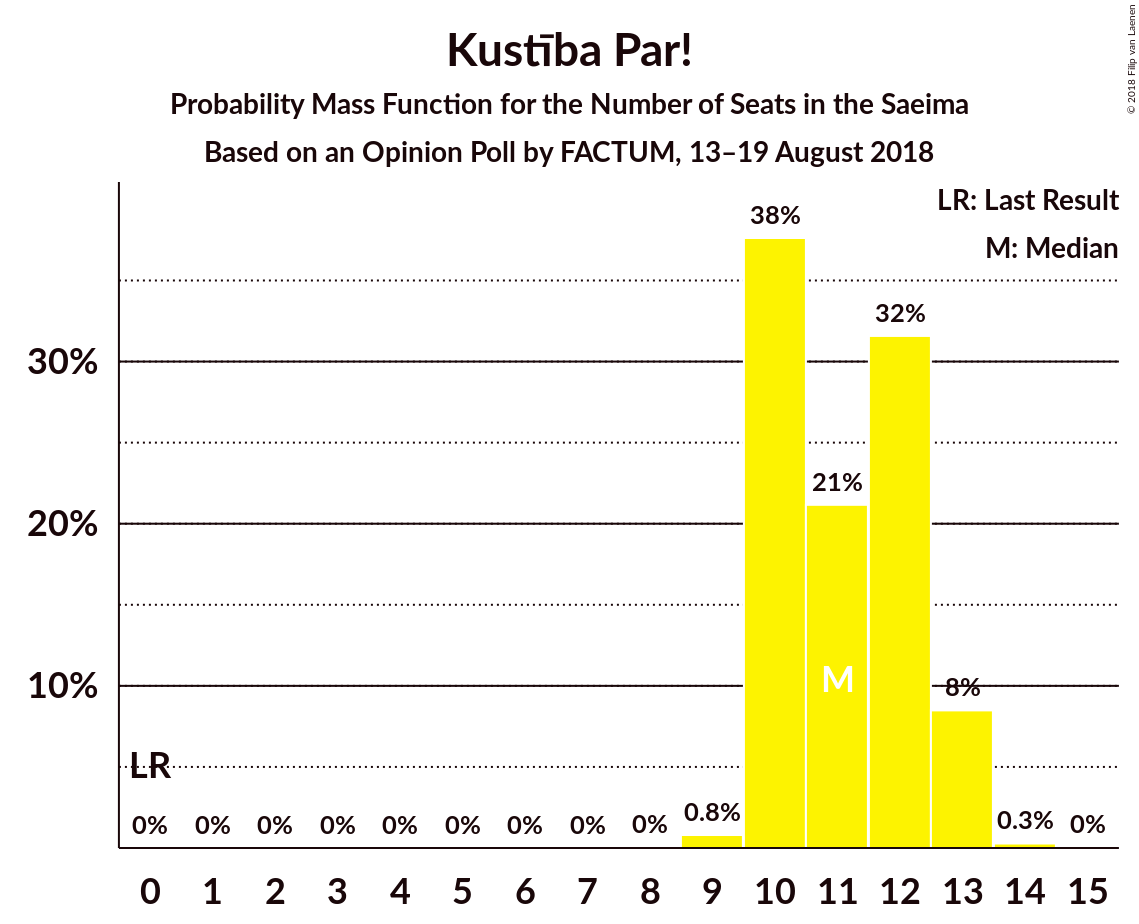 Kustība Par!
Probability Mass Function for the Number of Seats in the Saeima
Based on an Opinion Poll by FACTUM, 13–19 August 2018
© 2018 Filip van Laenen
LR: Last Result
M: Median
38%
32%
30%
21%
20%
M
10%
8%
LR
0% 0% 0% 0% 0% 0% 0% 0% 0% 0.8% 0.3% 0%
0 1 2 3 4 5 6 7 8 9 10 11 12 13 14 15